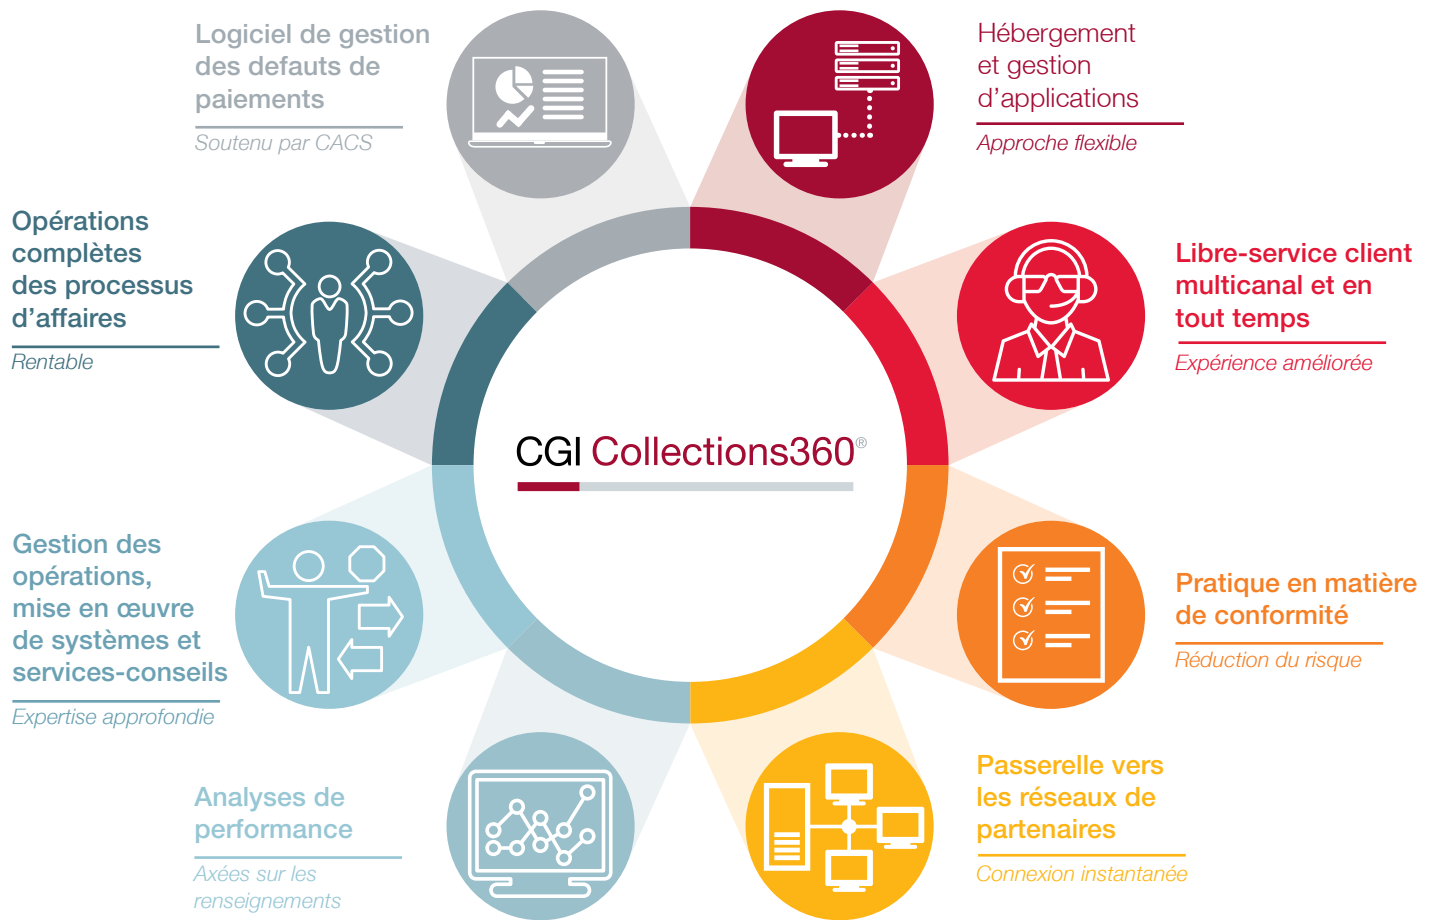 Logiciel de gestion
des defauts de
paiements
Soutenu par CACS
Hébergement
et gestion
d’applications
Approche flexible
Opérations
complètes
des processus
d’affaires
Rentable
Libre-service client
multicanal et en
tout temps
Expérience améliorée
CGI Collections360®
Gestion des
opérations,
mise en œuvre
de systèmes et
services-conseils
Expertise approfondie
Pratique en matière
de conformité
Réduction du risque
Analyses de
performance
Axées sur les
renseignements
Passerelle vers
les réseaux de
partenaires
Connexion instantanée